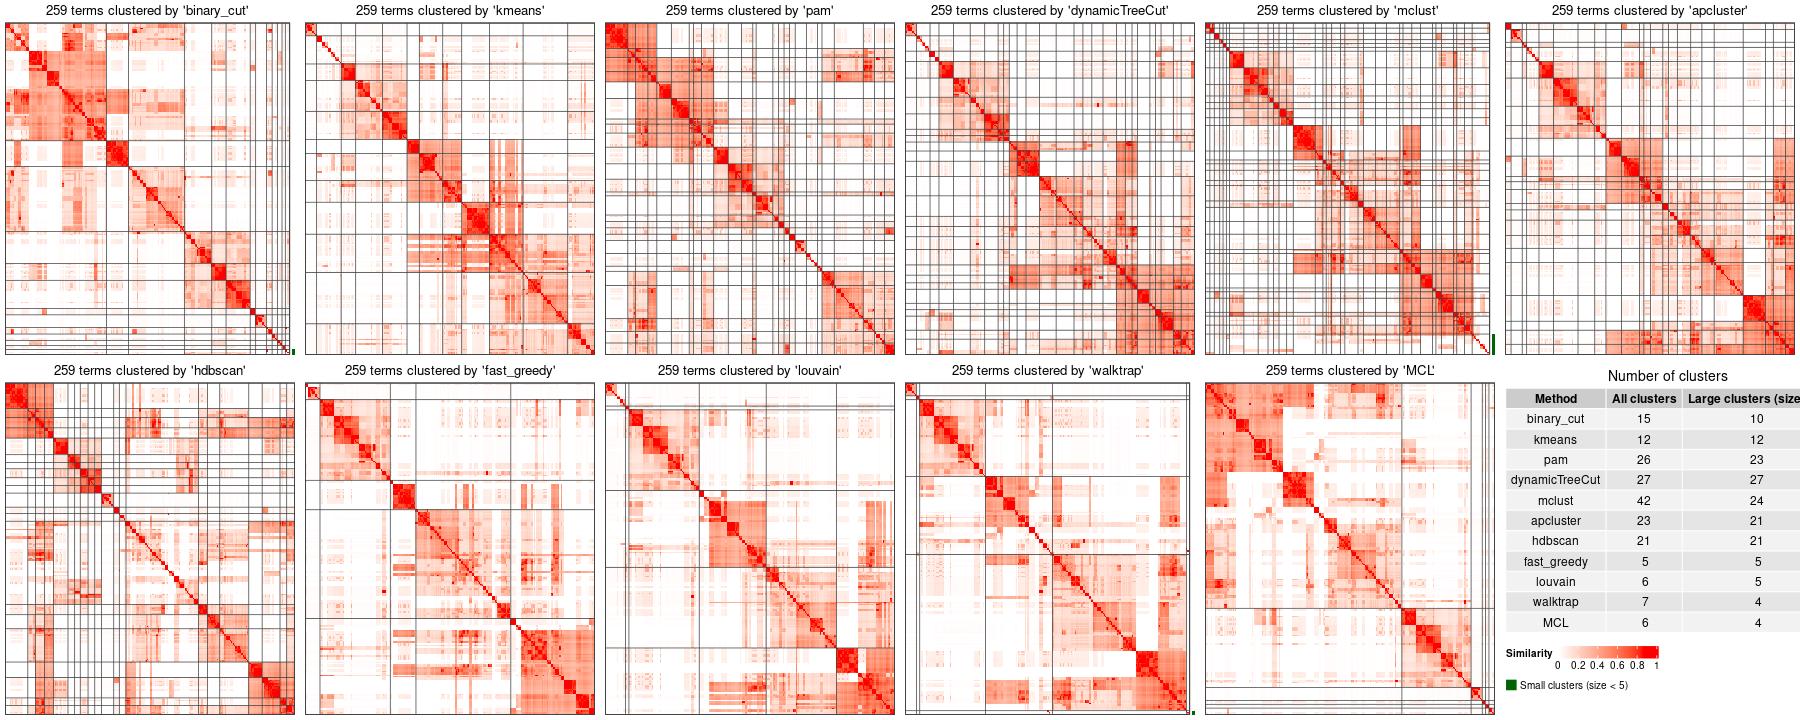 259 terms clustered by 'binary_cut'
259 terms clustered by 'kmeans'
259 terms clustered by 'pam'
259 terms clustered by 'dynamicTreeCut'
259 terms clustered by 'mclust'
259 terms clustered by 'apcluster'
259 terms clustered by 'hdbscan'
259 terms clustered by 'fast_greedy'
259 terms clustered by 'louvain'
259 terms clustered by 'walktrap'
259 terms clustered by 'MCL'
Number of clusters
Method All clusters Large clusters (size
binary_cut 15 10
kmeans 12 12
pam 26 23
dynamicTreeCut 27 27
mclust 42 24
apcluster 23 21
hdbscan 21 21
fast_greedy 5 5
louvain 6 5
walktrap 7 4
MCL 6 4
Similarity 0 0.2 0.4 0.6 0.8 1
Small clusters (size < 5)